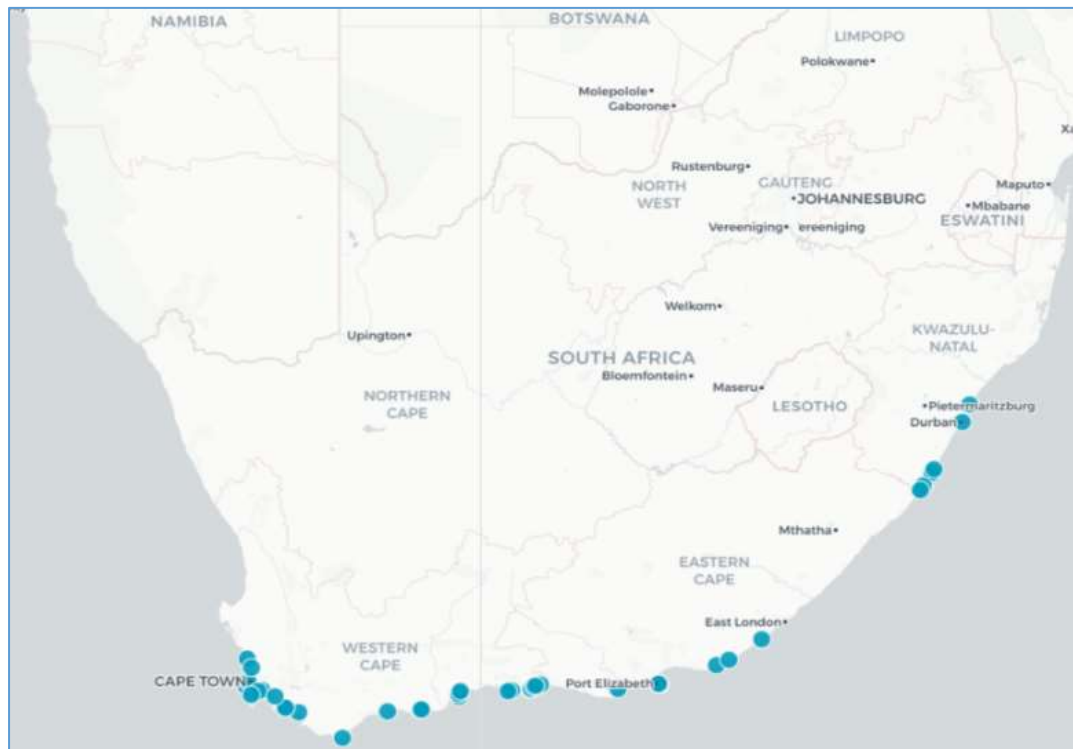 NAMIBIA
BOTSWANA
LIMPOPO
Polokwane
Molepolole
Gaborone
Rustenburg
NORTH
WEST
GAUTENG
JOHANNESBURG
Maputo
Mbabane
ESWATINI
Vereeniging
ereeniging
Welkom
KWAZULU-
NATAL
Upington
SOUTH AFRICA
Bloemfontein
Maseru
NORTHERN
CAPE
LESOTHO
Pietermaritzburg
Durban
Mthatha
EASTERN
CAPE
East London
WESTERN
CAPE
CAPE TOWN
Port Elizabeth